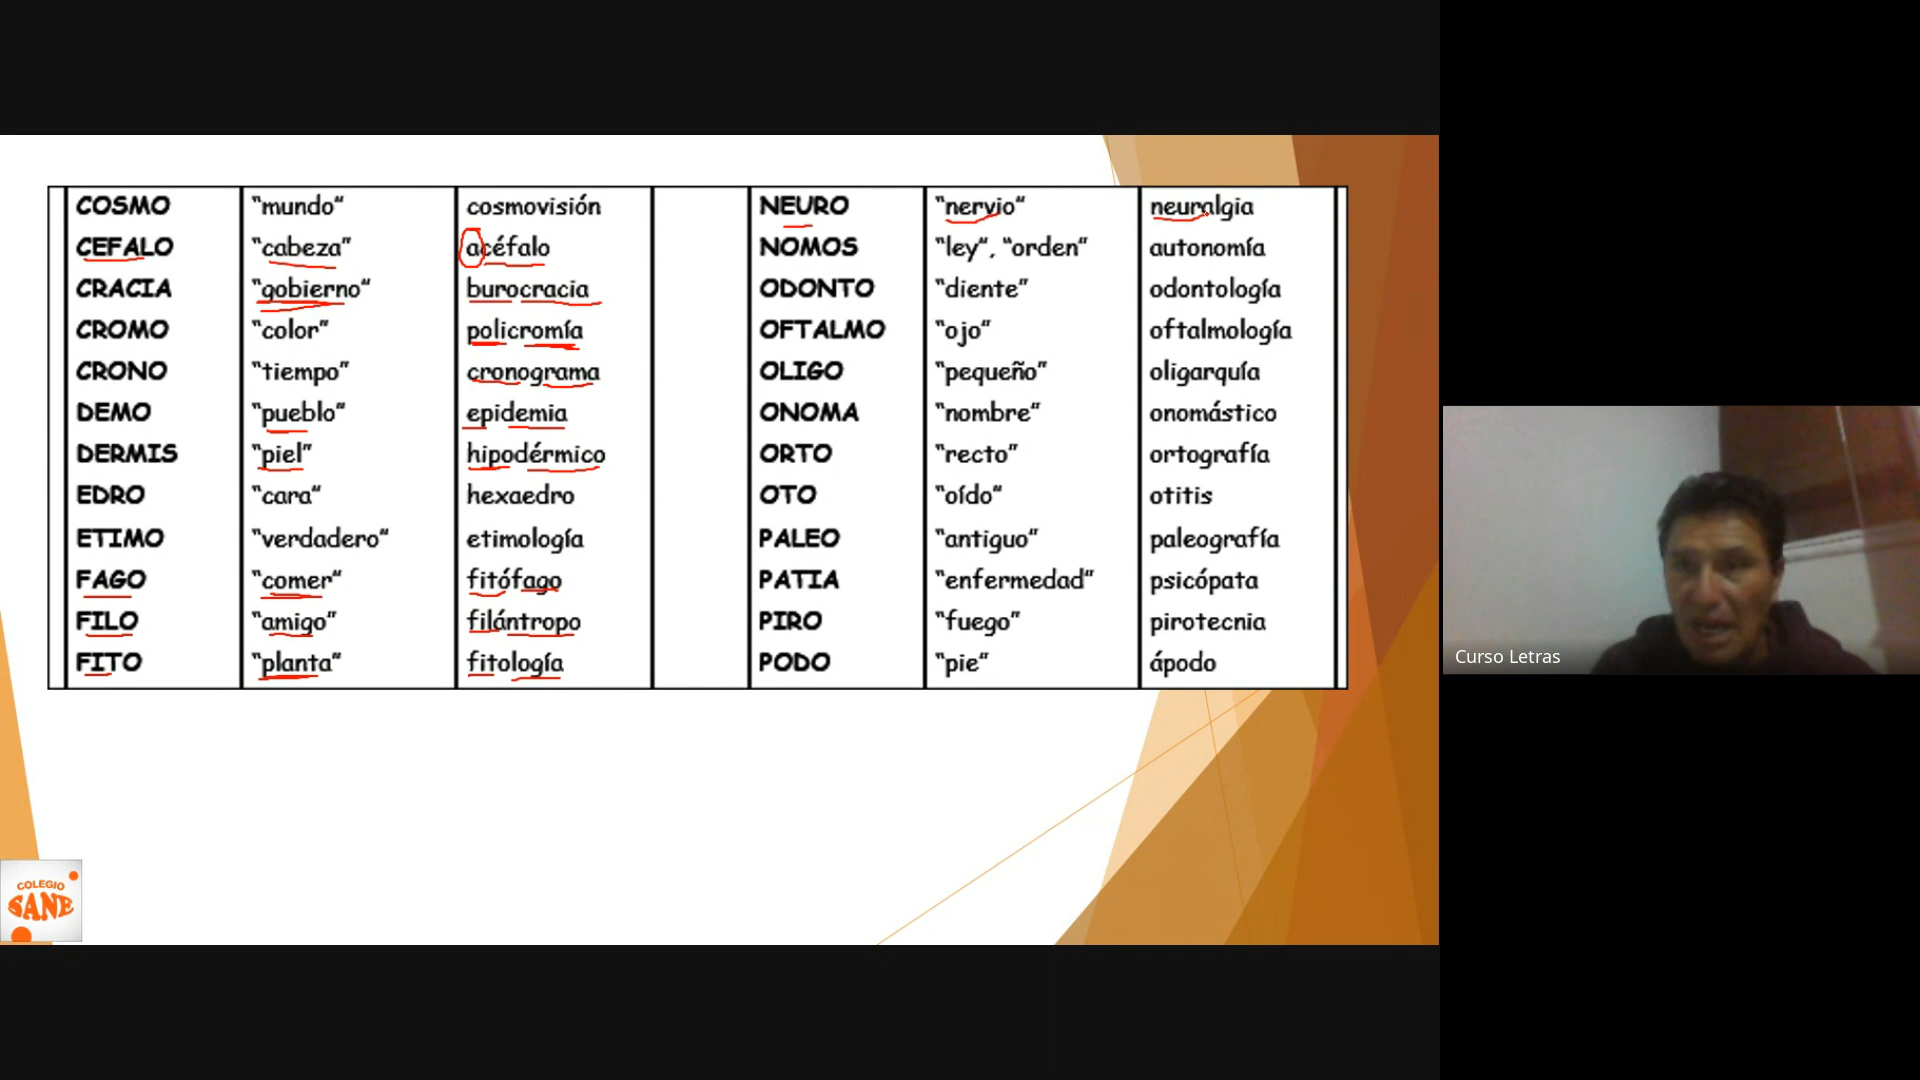 COSMO "mundo" cosmovisión NEURO "nervio" neuralgia
CEFALO "cabeza" acéfalo NOMOS "ley", "orden" autonomía
CRACIA "gobierno" burocracia ODONTO "diente" odontología
CROMO "color" policromía OFTALMO "ojo" oftalmología
CRONO "tiempo" cronograma OLIGO "pequeño" oligarquía
DEMO "pueblo" epidemia ONOMA "nombre" onomástico
DERMIS "piel" hipodérmico ORTO "recto" ortografía
EDRO "cara" hexaedro OTO "oído" otitis
ETIMO "verdadero" etimología PALEO "antiguo" paleografía
FAGO "comer" fitófago PATIA "enfermedad" psicópata
FILO "amigo" filántropo PIRO "fuego" pirotecnia
FITO "planta" fitología PODO "pie" ápodo
Curso Letras
COLEGIO
SANE